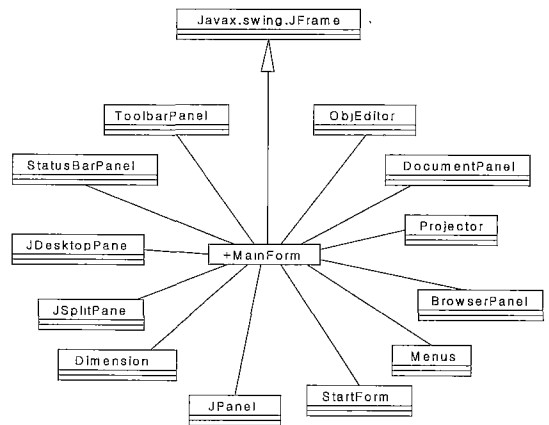 Javax.swing.JFrame
ToolbarPanel
ObjEditor
StatusBarPanel
DocumentPanel
Projector
JDesktopPane
+MainForm
BrowserPanel
JSplitPane
Menus
Dimension
StartForm
JPanel